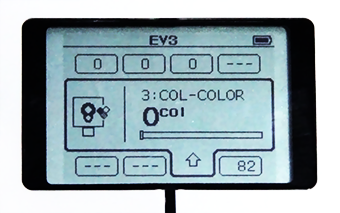 EV3
0 0 0 ---
3:COL-COLOR
0col
--- --- 82